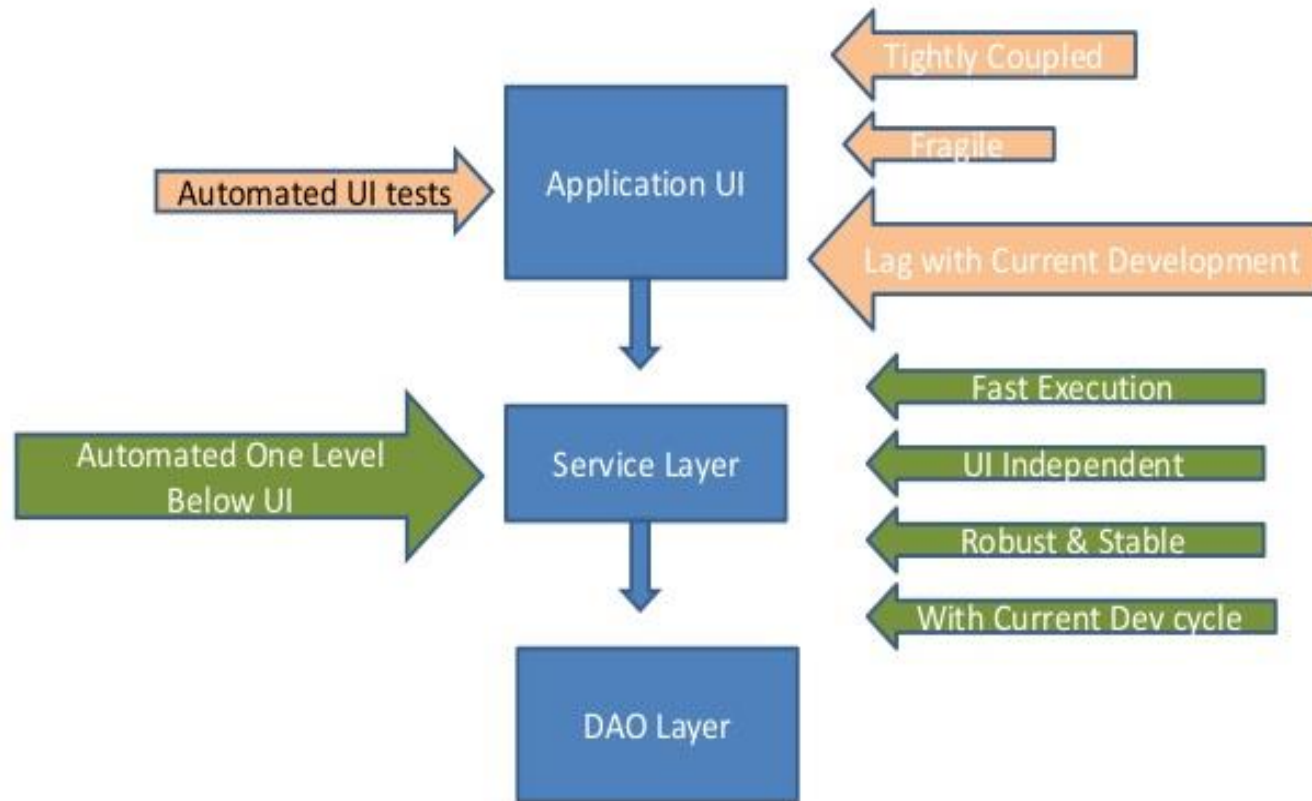 Tightly Coupled
Fragile
Automated UI tests
Application UI
Lag with Current Development
Fast Execution
Automated One Level
Below UI
Service Layer
UI Independent
Robust & Stable
With Current Dev cycle
DAO Layer